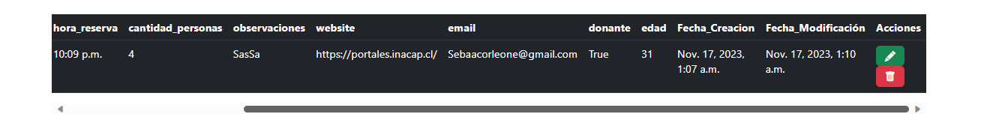 hora_reserva cantidad_personas observaciones website email donante edad Fecha_Creacion Fecha_Modificación Acciones
10:09 p.m. 4 SasSa https://portales.inacap.cl/ Sebaacorleone@gmail.com True 31 Nov. 17, 2023, Nov. 17, 2023, 1:10
1:07 a.m. a.m.